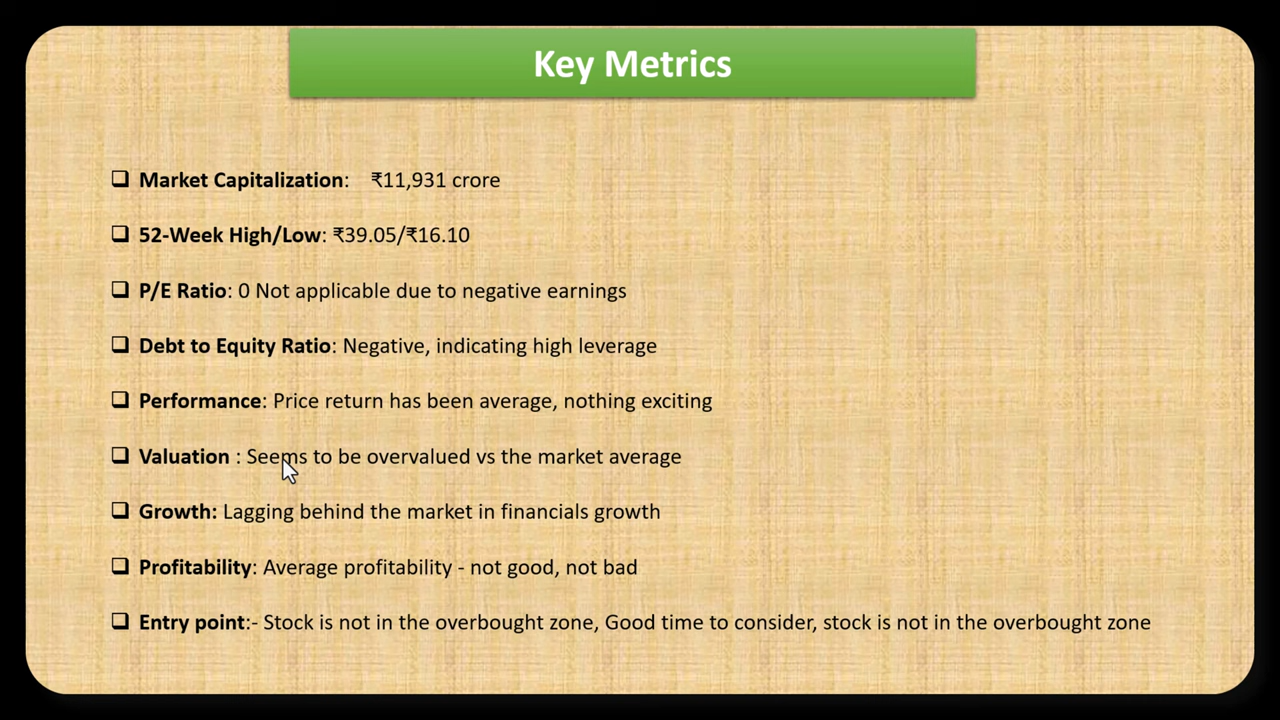 Key Metrics
❑ Market Capitalization: ₹11,931 crore
❑ 52-Week High/Low: ₹39.05/₹16.10
❑ P/E Ratio: 0 Not applicable due to negative earnings
❑ Debt to Equity Ratio: Negative, indicating high leverage
❑ Performance: Price return has been average, nothing exciting
❑ Valuation : Seems to be overvalued vs the market average
❑ Growth: Lagging behind the market in financials growth
❑ Profitability: Average profitability - not good, not bad
❑ Entry point:- Stock is not in the overbought zone, Good time to consider, stock is not in the overbought zone